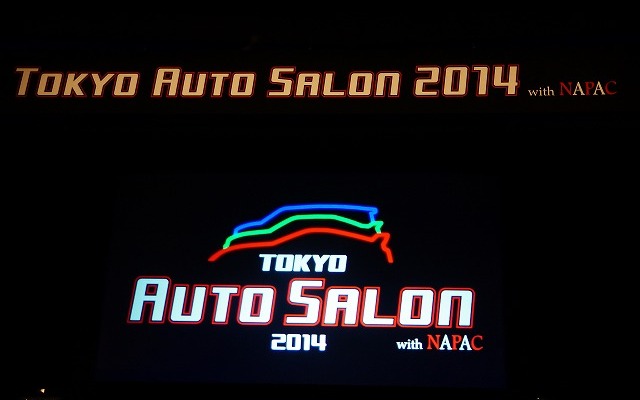 TOKYO AUTO SALON 2014 with NAPAC
TOKYO
AUTO SALON
2014
with NAPAC